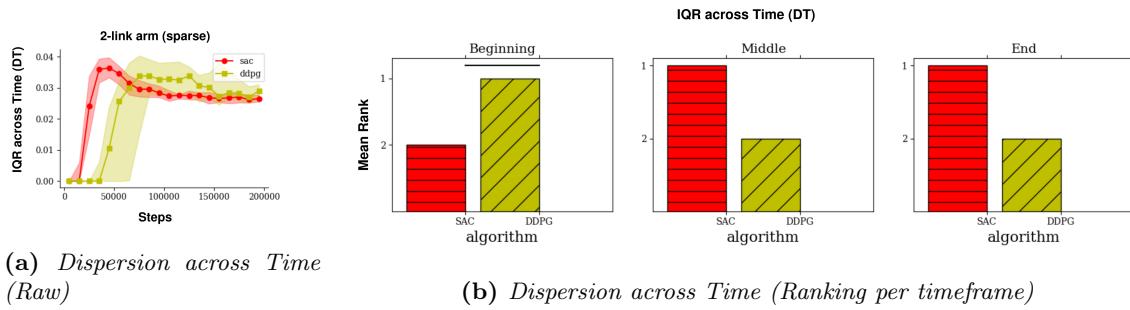 IQR across Time (DT)
2-link arm (sparse)
IQR across Time (DT)
0.04
0.03
0.02
0.01
0.00
sac
ddpg
0
50000
100000
150000
200000
Steps
(a) Dispersion across Time
(Raw)
Mean Rank
Beginning
1
2
SAC
DDPG
algorithm
Middle
1
2
SAC
DDPG
algorithm
End
1
2
SAC
DDPG
algorithm
(b) Dispersion across Time (Ranking per timeframe)